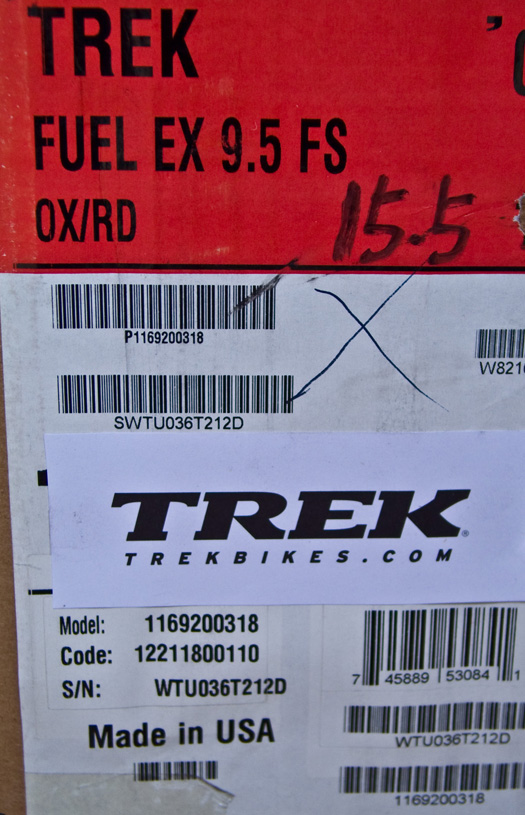 TREK
FUEL EX 9.5 FS
OX/RD
15.5
P1169200318
SWTU036T212D
TREK
TREKBIKES.COM
Model: 1169200318
Code: 12211800110
S/N: WTU036T212D
Made in USA
7 45889 53084 1
WTU036T212D
1169200318